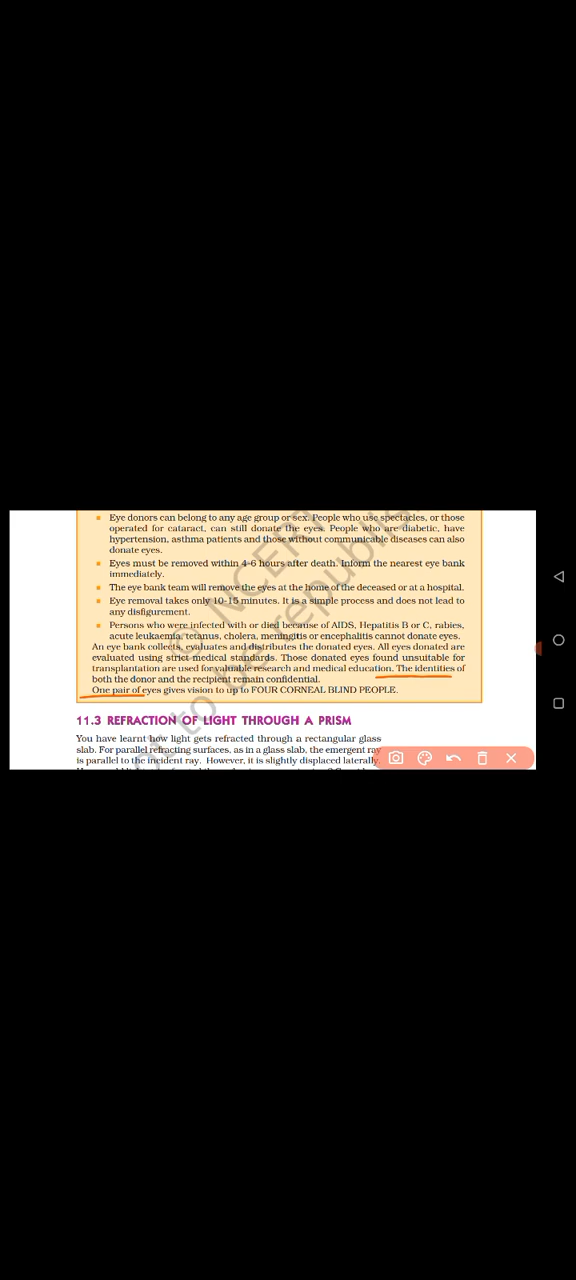 Eye donors can belong to any age group or sex. People who use spectacles, or those
operated for cataract, can still donate the eyes. People who are diabetic, have
hypertension, asthma patients and those without communicable diseases can also
donate eyes.
Eyes must be removed within 4-6 hours after death. Inform the nearest eye bank
immediately.
The eye bank team will remove the eyes at the home of the deceased or at a hospital.
Eye removal takes only 10-15 minutes. It is a simple process and does not lead to
any disfigurement.
Persons who were infected with or died because of AIDS, Hepatitis B or C, rabies,
acute leukaemia, tetanus, cholera, meningitis or encephalitis cannot donate eyes.
An eye bank collects, evaluates and distributes the donated eyes. All eyes donated are
evaluated using strict medical standards. Those donated eyes found unsuitable for
transplantation are used for valuable research and medical education. The identities of
both the donor and the recipient remain confidential.
One pair of eyes gives vision to up to FOUR CORNEAL BLIND PEOPLE.
11.3 REFRACTION OF LIGHT THROUGH A PRISM
You have learnt how light gets refracted through a rectangular glass
slab. For parallel refracting surfaces, as in a glass slab, the emergent ray
is parallel to the incident ray. However, it is slightly displaced laterally.
© NCERT
to be republis